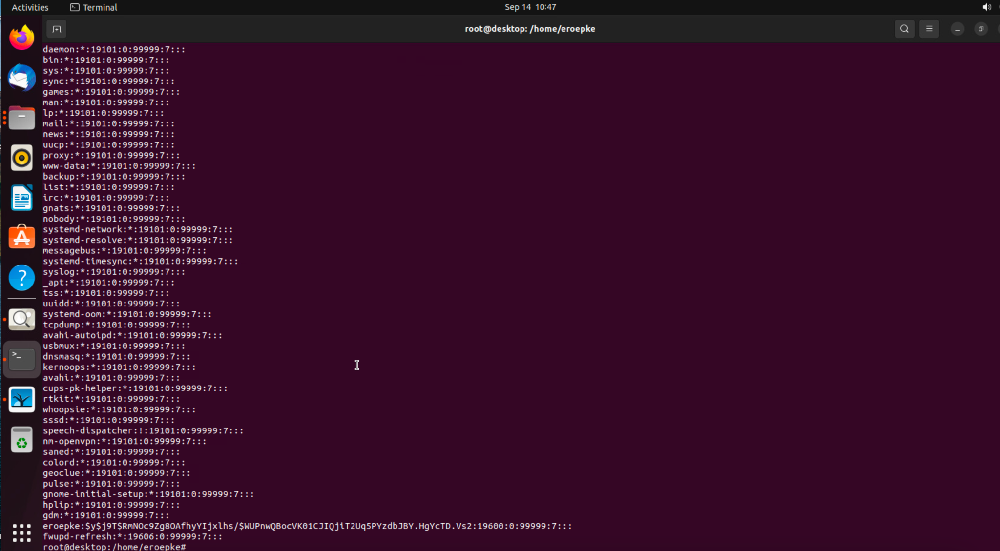 Activities
Terminal
Sep 14 10:47
root@desktop: /home/eroepke
daemon:*:19101:0:99999:7:::
bin:*:19101:0:99999:7:::
sys:*:19101:0:99999:7:::
sync:*:19101:0:99999:7:::
games:*:19101:0:99999:7:::
man:*:19101:0:99999:7:::
lp:*:19101:0:99999:7:::
mail:*:19101:0:99999:7:::
news:*:19101:0:99999:7:::
uucp:*:19101:0:99999:7:::
proxy:*:19101:0:99999:7:::
www-data:*:19101:0:99999:7:::
backup:*:19101:0:99999:7:::
list:*:19101:0:99999:7:::
irc:*:19101:0:99999:7:::
gnats:*:19101:0:99999:7:::
nobody:*:19101:0:99999:7:::
systemd-network:*:19101:0:99999:7:::
systemd-resolve:*:19101:0:99999:7:::
messagebus:*:19101:0:99999:7:::
systemd-timesync:*:19101:0:99999:7:::
syslog:*:19101:0:99999:7:::
_apt:*:19101:0:99999:7:::
tss:*:19101:0:99999:7:::
uuidd:*:19101:0:99999:7:::
systemd-oom:*:19101:0:99999:7:::
tcpdump:*:19101:0:99999:7:::
avahi-autoipd:*:19101:0:99999:7:::
usbmux:*:19101:0:99999:7:::
dnsmasq:*:19101:0:99999:7:::
kernoops:*:19101:0:99999:7:::
avahi:*:19101:0:99999:7:::
cups-pk-helper:*:19101:0:99999:7:::
rtkit:*:19101:0:99999:7:::
whoopsie:*:19101:0:99999:7:::
sssd:*:19101:0:99999:7:::
speech-dispatcher:!:19101:0:99999:7:::
nm-openvpn:*:19101:0:99999:7:::
saned:*:19101:0:99999:7:::
colord:*:19101:0:99999:7:::
geoclue:*:19101:0:99999:7:::
pulse:*:19101:0:99999:7:::
gnome-initial-setup:*:19101:0:99999:7:::
hplip:*:19101:0:99999:7:::
gdm:*:19101:0:99999:7:::
eroepke:$y$j9T$RmNOc9Zg8OAfhyYIjxlhs/$WUPnwQBocVK01CJIQjiT2Uq5PYzdbJBY.HgYcTD.Vs2:19600:0:99999:7:::
fwupd-refresh:*:19606:0:99999:7:::
root@desktop:/home/eroepke#